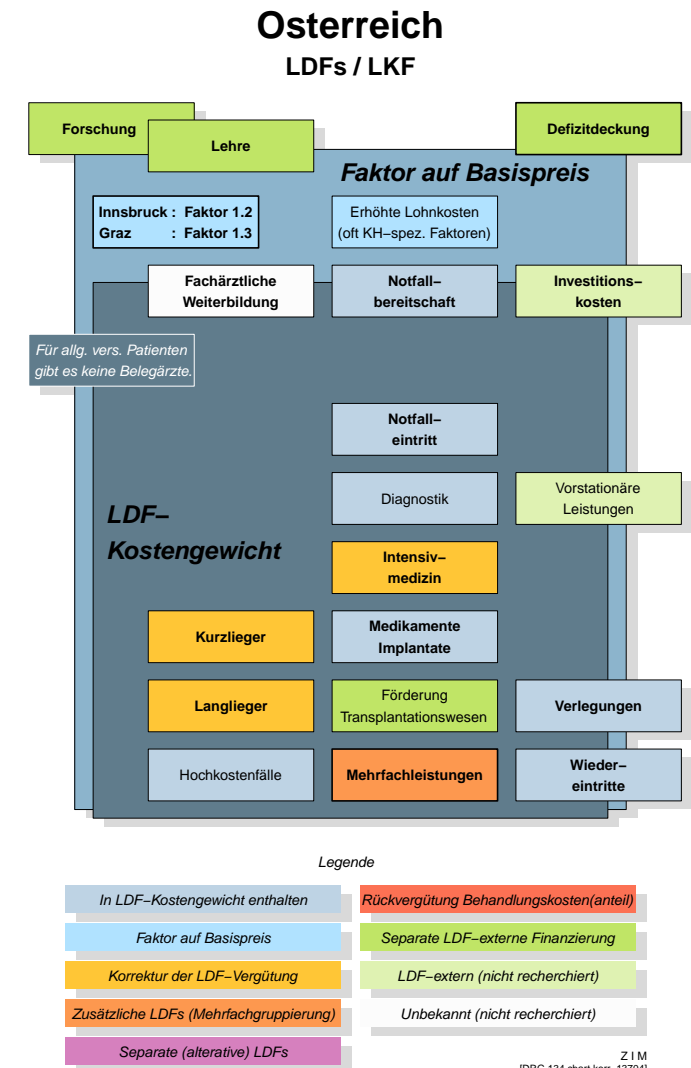 Osterreich
LDFs / LKF
Forschung
Lehre
Defizitdeckung
Faktor auf Basispreis
Innsbruck : Faktor 1.2
Graz : Faktor 1.3
Erhöhte Lohnkosten
(oft KH−spez. Faktoren)
Fachärztliche
Weiterbildung
Notfall−
bereitschaft
Investitions−
kosten
Für allg. vers. Patienten
gibt es keine Belegärzte.
Notfall−
eintritt
Diagnostik
Vorstationäre
Leistungen
LDF−
Kostengewicht
Intensiv−
medizin
Kurzlieger
Medikamente
Implantate
Langlieger
Förderung
Transplantationswesen
Verlegungen
Hochkostenfälle
Mehrfachleistungen
Wieder−
eintritte
Legende
In LDF−Kostengewicht enthalten
Rückvergütung Behandlungskosten(anteil)
Faktor auf Basispreis
Separate LDF−externe Finanzierung
Korrektur der LDF−Vergütung
LDF−extern (nicht recherchiert)
Zusätzliche LDFs (Mehrfachgruppierung)
Unbekannt (nicht recherchiert)
Separate (alternative) LDFs
Z I M